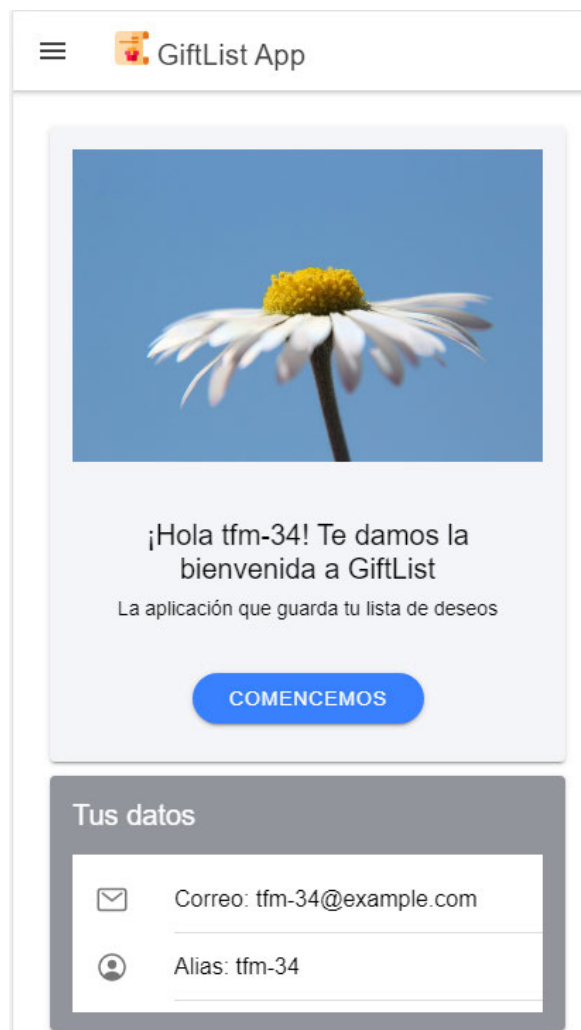 GiftList App
¡Hola tfm-34! Te damos la
bienvenida a GiftList
La aplicación que guarda tu lista de deseos
COMENCEMOS
Tus datos
Correo: tfm-34@example.com
Alias: tfm-34